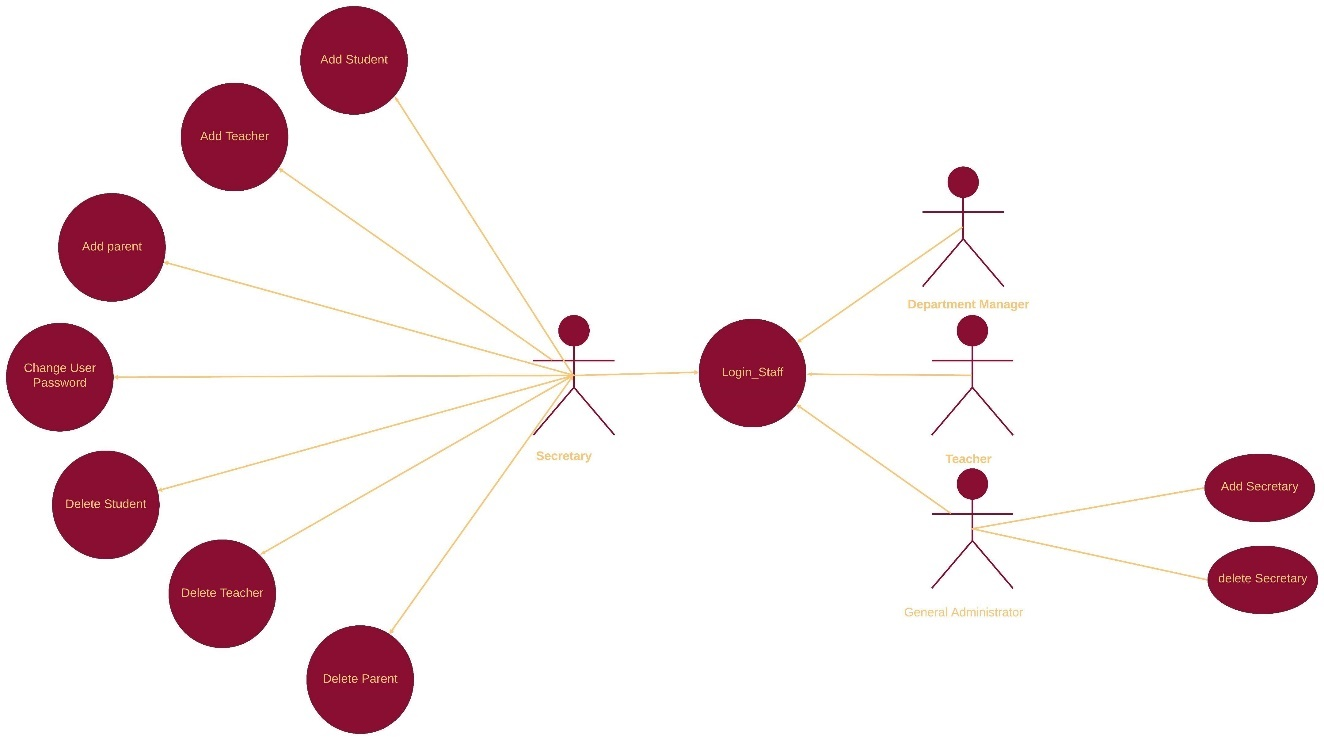 Add Student
Add Teacher
Add parent
Change User
Password
Delete Student
Delete Teacher
Delete Parent
Secretary
Login_Staff
Department Manager
Teacher
General Administrator
Add Secretary
delete Secretary